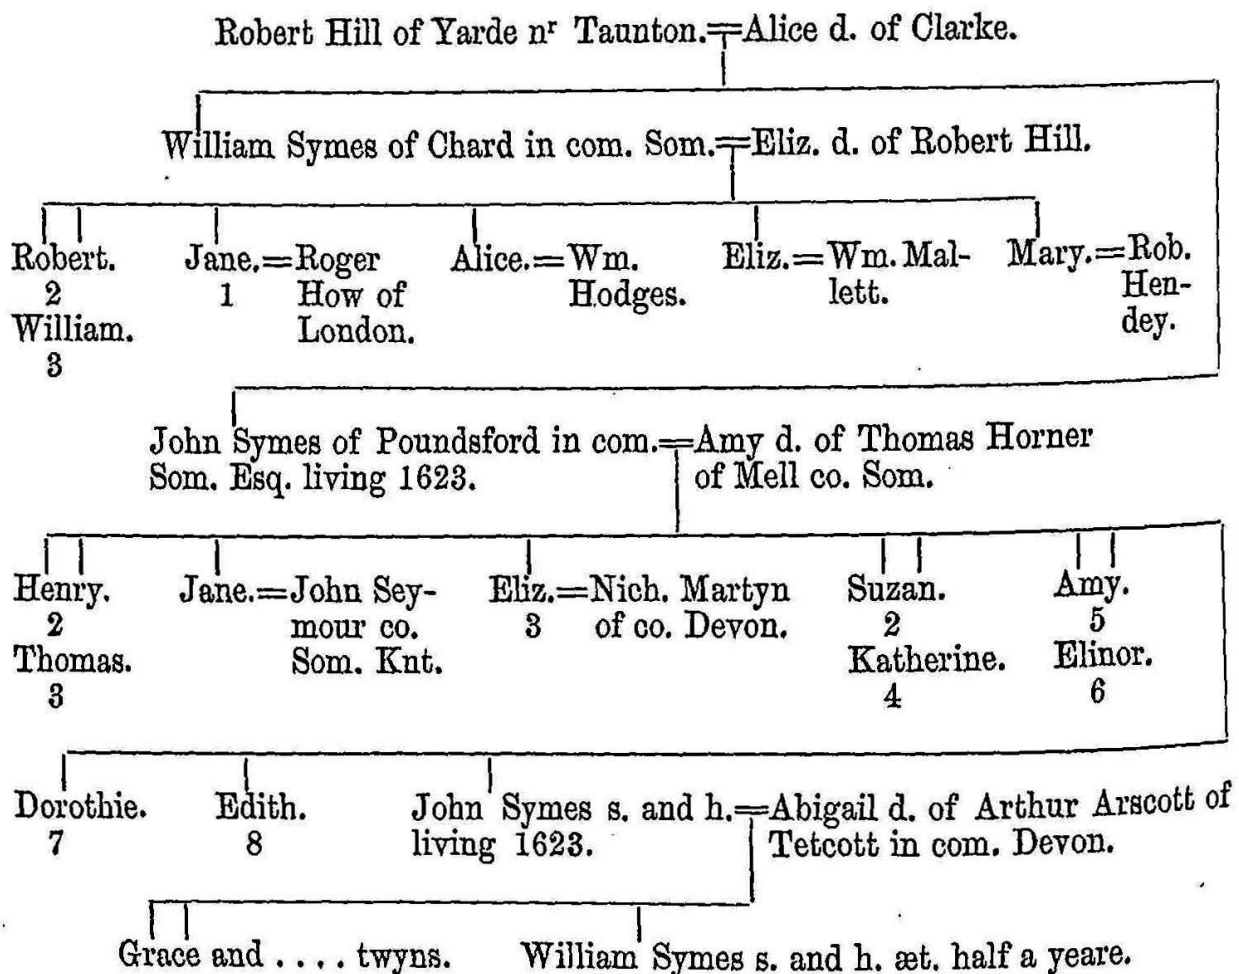 Robert Hill of Yarde nʳ Taunton.=Alice d. of Clarke.
William Symes of Chard in com. Som.=Eliz. d. of Robert Hill.
Robert.
2
William.
3
Jane.=Roger
1 How of
London.
Alice.=Wm.
Hodges.
Eliz.=Wm. Mal-
lett.
Mary.=Rob.
Hen-
dey.
John Symes of Poundsford in com.=Amy d. of Thomas Horner
Som. Esq. living 1623. of Mell co. Som.
Henry.
2
Thomas.
3
Jane.=John Sey-
mour co.
Som. Knt.
Eliz.=Nich. Martyn
3 of co. Devon.
Suzan.
2
Katherine.
4
Amy.
5
Elinor.
6
Dorothie.
7
Edith.
8
John Symes s. and h.=Abigail d. of Arthur Arscott of
living 1623. Tetcott in com. Devon.
Grace and .... twyns. William Symes s. and h. æt. half a yeare.